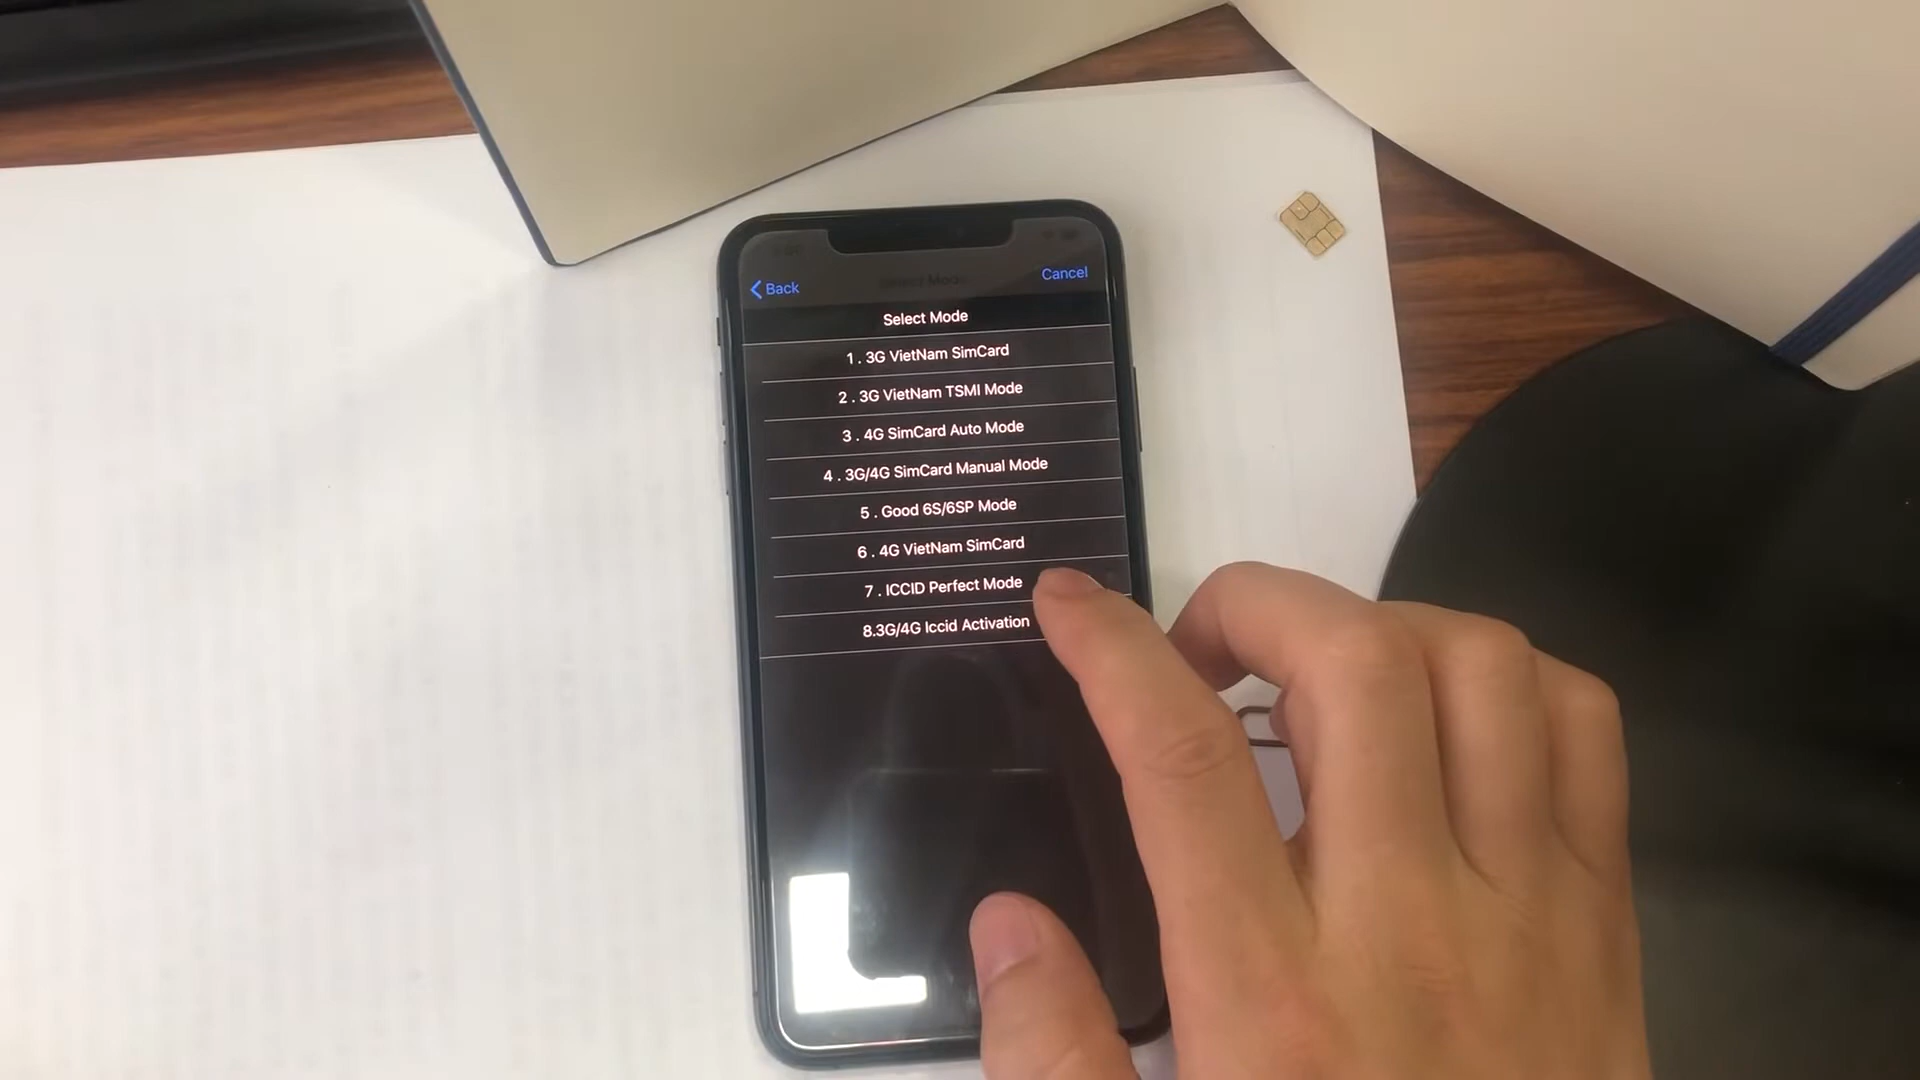 Back
Cancel
Select Mode
1 . 3G VietNam SimCard
2 . 3G VietNam TSMI Mode
3 . 4G SimCard Auto Mode
4 . 3G/4G SimCard Manual Mode
5 . Good 6S/6SP Mode
6 . 4G VietNam SimCard
7 . ICCID Perfect Mode
8.3G/4G Iccid Activation